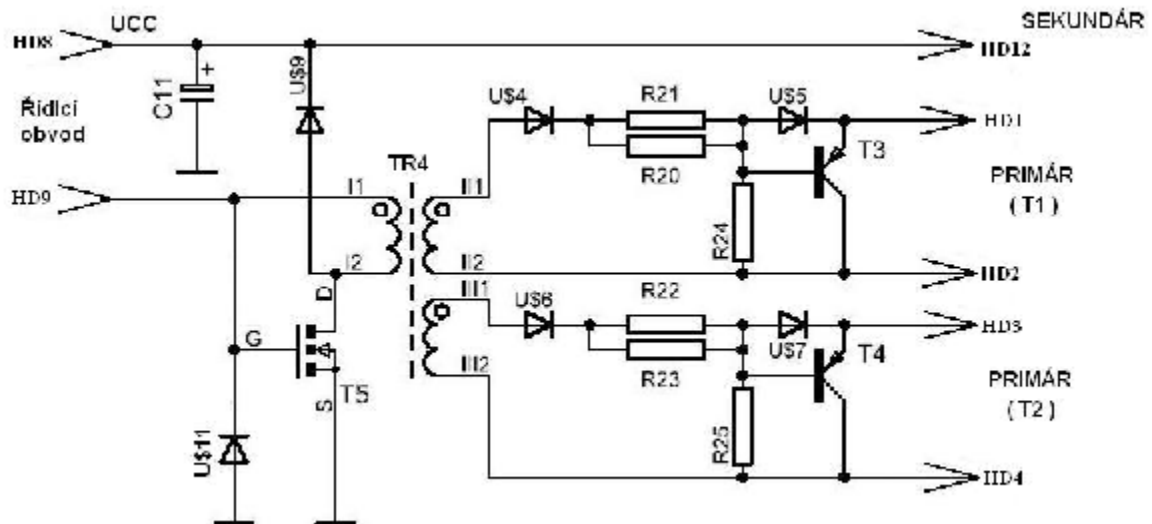 HD8
UCC
SEKUNDÁR
HD12
C11
+
U$9
Řídicí
obvod
U$4
R21
U$5
HD1
T3
R20
TR4
I1
II1
HD9
PRIMÁR
( T1 )
R24
I2
II2
HD2
D
III1
U$6
R22
U$7
HD3
G
T4
R23
III2
T5
S
PRIMÁR
( T2 )
U$11
R25
HD4